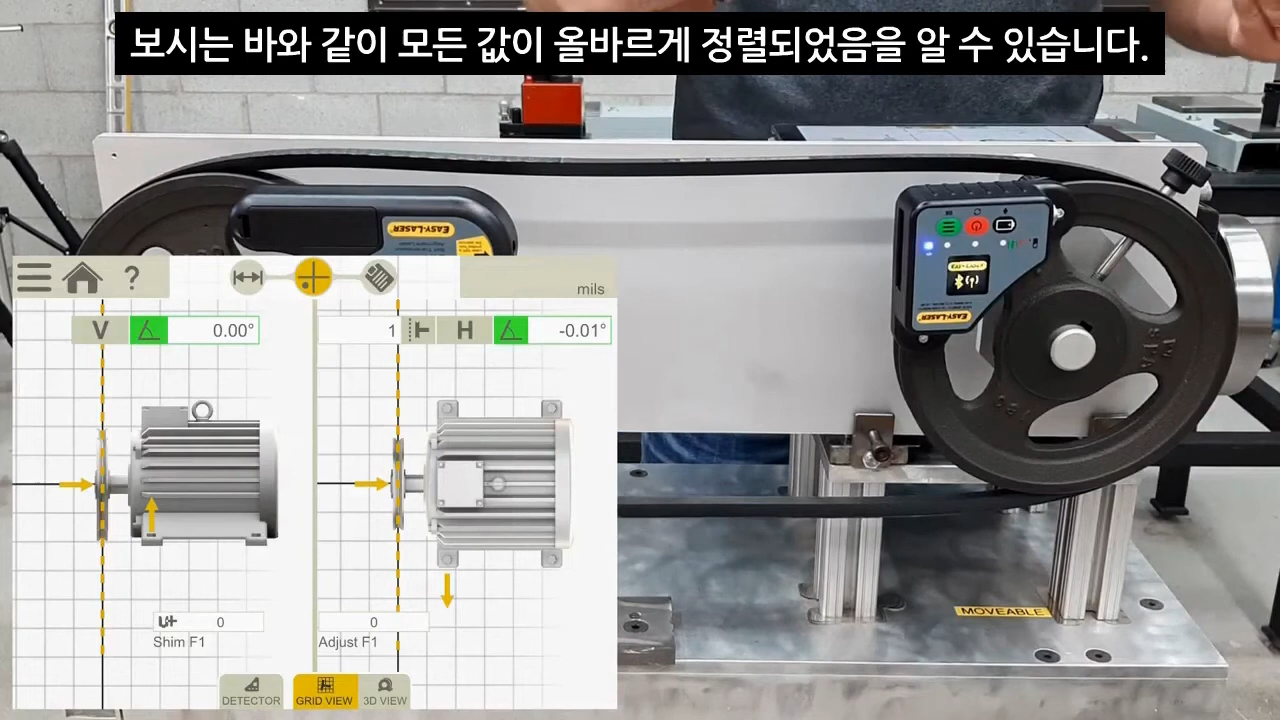 보시는 바와 같이 모든 값이 올바르게 정렬되었음을 알 수 있습니다.
EASY-LASER
EASY-LASER
EASY-LASER
? mils
V 0.00° 1 H -0.01°
0 0
Shim F1 Adjust F1
DETECTOR GRID VIEW 3D VIEW
MOVEABLE